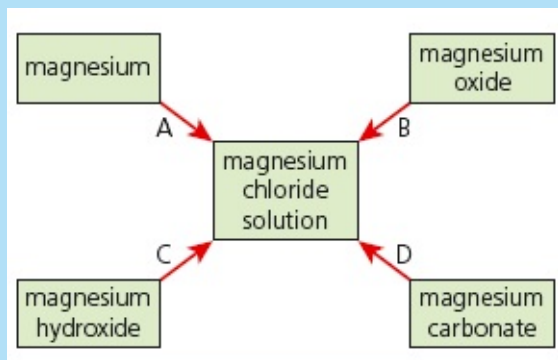 magnesium
magnesium
oxide
A
B
magnesium
chloride
solution
C
D
magnesium
hydroxide
magnesium
carbonate